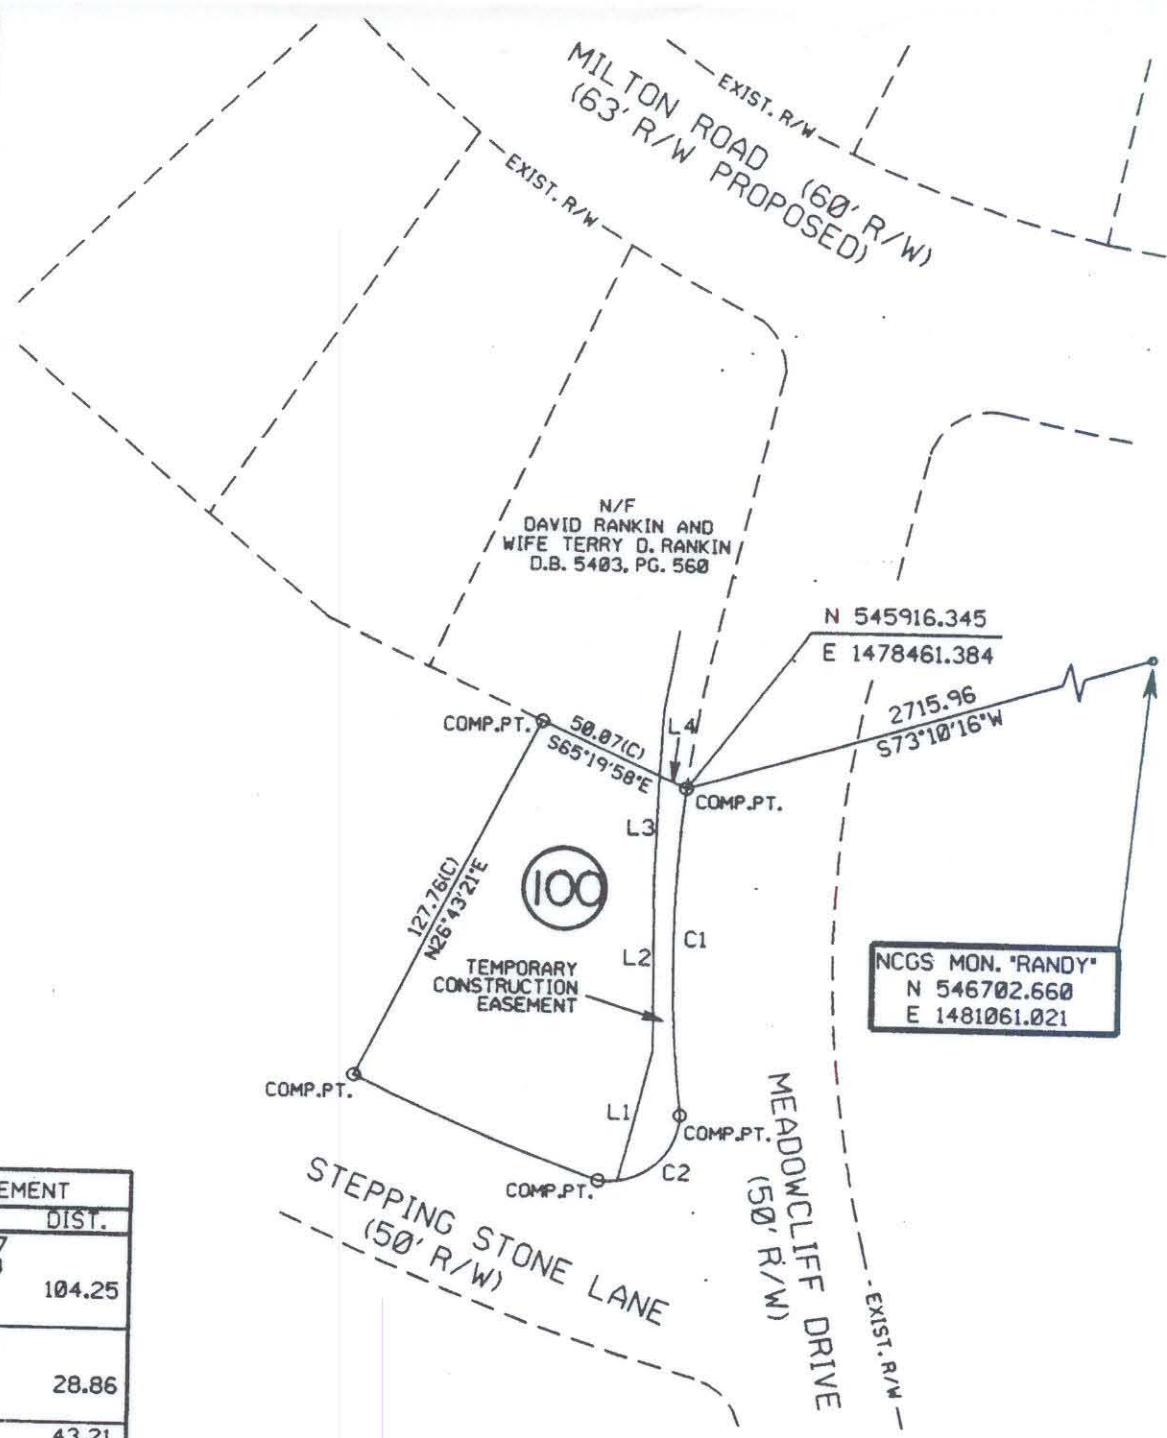 MILTON ROAD (60' R/W)
(63' R/W PROPOSED)
EXIST. R/W
EXIST. R/W
N/F
DAVID RANKIN AND
WIFE TERRY D. RANKIN
D.B. 5403, PG. 560
N 545916.345
E 1478461.384
2715.96
S73°10'16"W
COMP.PT.
50.07(C)
S65°19'58"E
L4
COMP.PT.
L3
127.76(C)
N26°43'21"E
100
C1
L2
TEMPORARY
CONSTRUCTION
EASEMENT
NCGS MON. "RANDY"
N 546702.660
E 1481061.021
COMP.PT.
L1
COMP.PT.
C2
COMP.PT.
MEADOWCLIFF DRIVE
(50' R/W)
STEPPING STONE LANE
(50' R/W)
EXIST. R/W
EMENT
DIST.
104.25
28.86
43.21